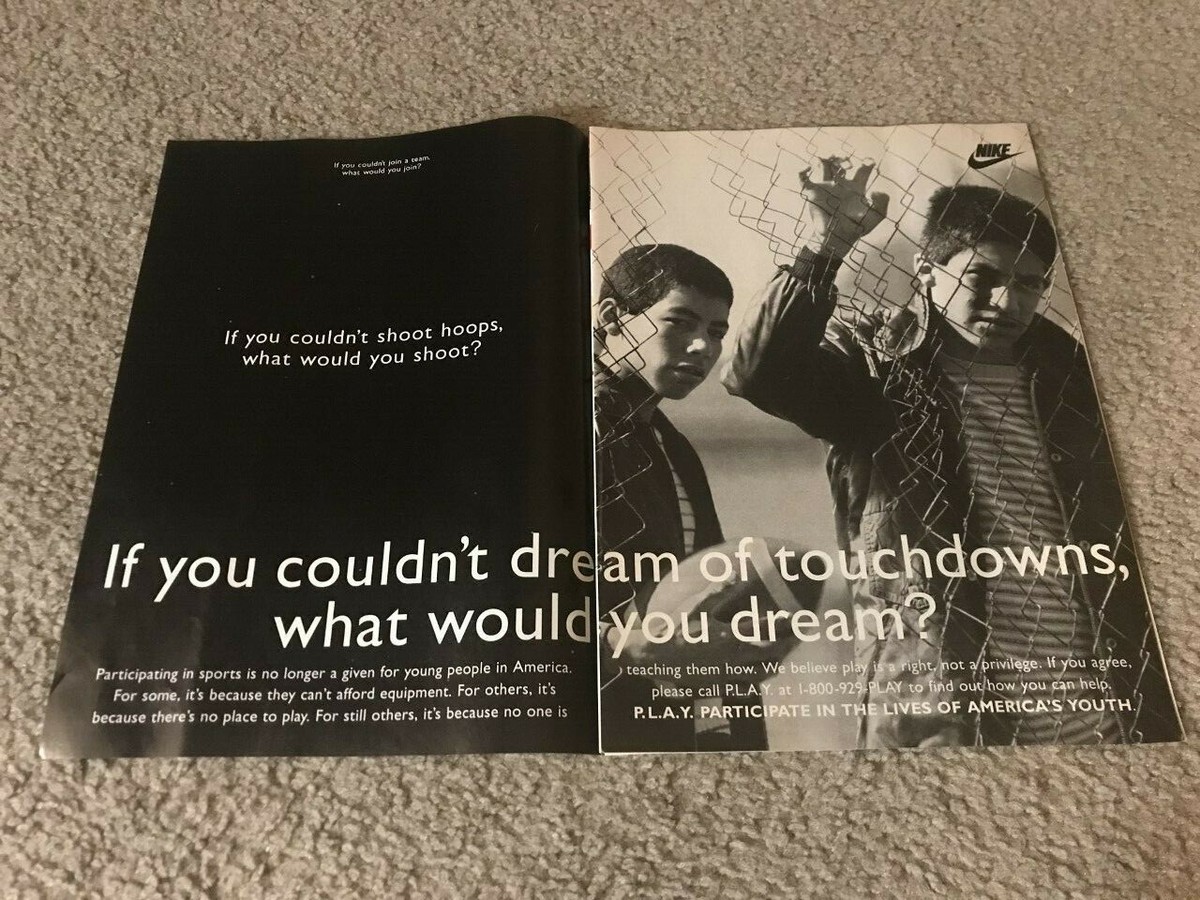 If you couldn't join a team,
what would you join?
If you couldn't shoot hoops,
what would you shoot?
NIKE
If you couldn't dream of touchdowns,
what would you dream?
Participating in sports is no longer a given for young people in America.
For some, it's because they can't afford equipment. For others, it's
because there's no place to play. For still others, it's because no one is
teaching them how. We believe play is a right, not a privilege. If you agree,
please call P.L.A.Y. at 1-800-929-PLAY to find out how you can help.
P.L.A.Y. PARTICIPATE IN THE LIVES OF AMERICA'S YOUTH.